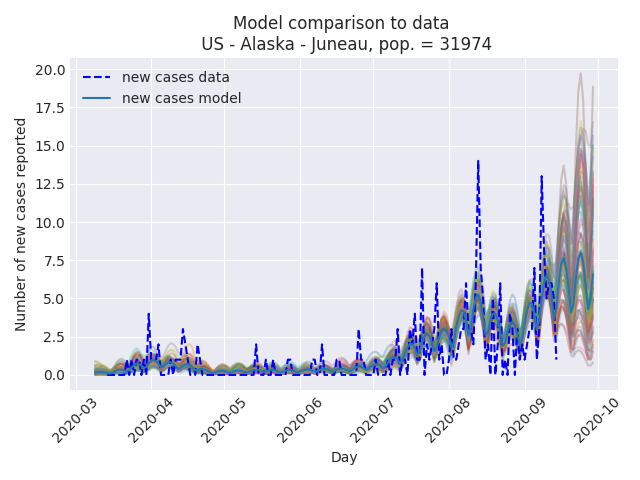 Model comparison to data
US - Alaska - Juneau, pop. = 31974
new cases data
new cases model
Number of new cases reported
20.0
17.5
15.0
12.5
10.0
7.5
5.0
2.5
0.0
2020-03
2020-04
2020-05
2020-06
2020-07
2020-08
2020-09
2020-10
Day